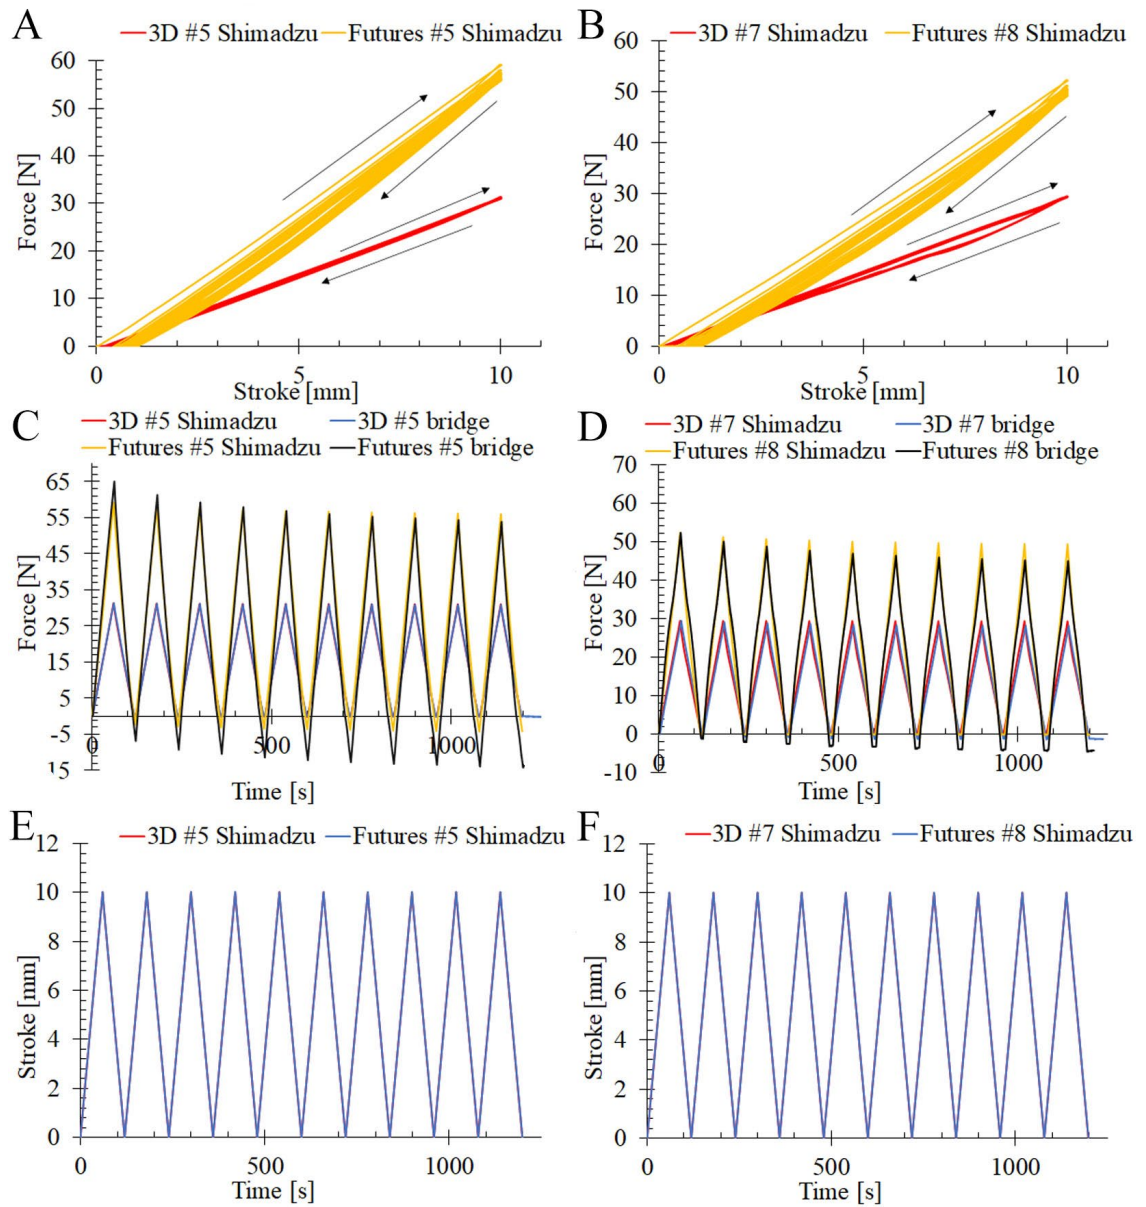 A
3D #5 Shimadzu Futures #5 Shimadzu
60
50
40
30
20
10
0
Force [N]
0 5 10
Stroke [mm]
B
3D #7 Shimadzu Futures #8 Shimadzu
60
50
40
30
20
10
0
Force [N]
0 5 10
Stroke [mm]
C
3D #5 Shimadzu 3D #5 bridge
Futures #5 Shimadzu Futures #5 bridge
65
55
45
35
25
15
5
-5
15
Force [N]
0 500 1000
Time [s]
D
3D #7 Shimadzu 3D #7 bridge
Futures #8 Shimadzu Futures #8 bridge
70
60
50
40
30
20
10
0
-10
Force [N]
0 500 1000
Time [s]
E
3D #5 Shimadzu Futures #5 Shimadzu
12
10
8
6
4
2
0
Stroke [mm]
0 500 1000
Time [s]
F
3D #7 Shimadzu Futures #8 Shimadzu
12
10
8
6
4
2
0
Stroke [mm]
0 500 1000
Time [s]